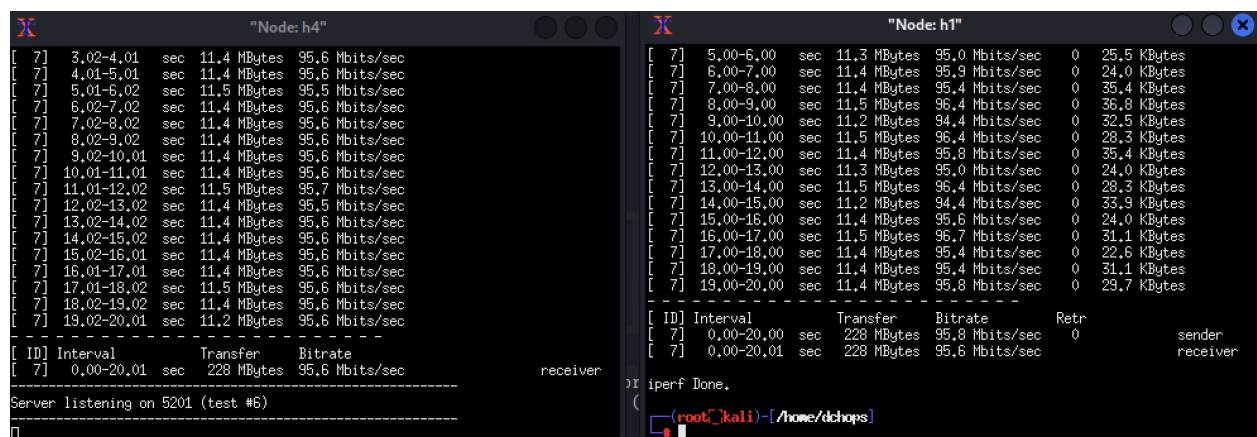 "Node: h4"
[  7]   3.02-4.01   sec  11.4 MBytes  95.6 Mbits/sec
[  7]   4.01-5.01   sec  11.4 MBytes  95.6 Mbits/sec
[  7]   5.01-6.02   sec  11.5 MBytes  95.5 Mbits/sec
[  7]   6.02-7.02   sec  11.4 MBytes  95.6 Mbits/sec
[  7]   7.02-8.02   sec  11.4 MBytes  95.6 Mbits/sec
[  7]   8.02-9.02   sec  11.4 MBytes  95.6 Mbits/sec
[  7]   9.02-10.01  sec  11.4 MBytes  95.6 Mbits/sec
[  7]  10.01-11.01  sec  11.4 MBytes  95.6 Mbits/sec
[  7]  11.01-12.02  sec  11.5 MBytes  95.7 Mbits/sec
[  7]  12.02-13.02  sec  11.4 MBytes  95.5 Mbits/sec
[  7]  13.02-14.02  sec  11.4 MBytes  95.6 Mbits/sec
[  7]  14.02-15.02  sec  11.4 MBytes  95.6 Mbits/sec
[  7]  15.02-16.01  sec  11.4 MBytes  95.6 Mbits/sec
[  7]  16.01-17.01  sec  11.4 MBytes  95.6 Mbits/sec
[  7]  17.01-18.02  sec  11.5 MBytes  95.6 Mbits/sec
[  7]  18.02-19.02  sec  11.4 MBytes  95.6 Mbits/sec
[  7]  19.02-20.01  sec  11.2 MBytes  95.6 Mbits/sec
- - - - - - - - - - - - - - - - - - - - - - - - -
[ ID] Interval           Transfer     Bitrate
[  7]   0.00-20.01  sec   228 MBytes  95.6 Mbits/sec                  receiver
-----------------------------------------------------------
Server listening on 5201 (test #6)
-----------------------------------------------------------
"Node: h1"
[  7]   5.00-6.00   sec  11.3 MBytes  95.0 Mbits/sec    0   25.5 KBytes
[  7]   6.00-7.00   sec  11.4 MBytes  95.9 Mbits/sec    0   24.0 KBytes
[  7]   7.00-8.00   sec  11.4 MBytes  95.4 Mbits/sec    0   35.4 KBytes
[  7]   8.00-9.00   sec  11.5 MBytes  96.4 Mbits/sec    0   36.8 KBytes
[  7]   9.00-10.00  sec  11.2 MBytes  94.4 Mbits/sec    0   32.5 KBytes
[  7]  10.00-11.00  sec  11.5 MBytes  96.4 Mbits/sec    0   28.3 KBytes
[  7]  11.00-12.00  sec  11.4 MBytes  95.8 Mbits/sec    0   35.4 KBytes
[  7]  12.00-13.00  sec  11.3 MBytes  95.0 Mbits/sec    0   24.0 KBytes
[  7]  13.00-14.00  sec  11.5 MBytes  96.4 Mbits/sec    0   28.3 KBytes
[  7]  14.00-15.00  sec  11.2 MBytes  94.4 Mbits/sec    0   33.9 KBytes
[  7]  15.00-16.00  sec  11.4 MBytes  95.6 Mbits/sec    0   24.0 KBytes
[  7]  16.00-17.00  sec  11.5 MBytes  96.7 Mbits/sec    0   31.1 KBytes
[  7]  17.00-18.00  sec  11.4 MBytes  95.4 Mbits/sec    0   22.6 KBytes
[  7]  18.00-19.00  sec  11.4 MBytes  95.4 Mbits/sec    0   31.1 KBytes
[  7]  19.00-20.00  sec  11.4 MBytes  95.8 Mbits/sec    0   29.7 KBytes
- - - - - - - - - - - - - - - - - - - - - - - - -
[ ID] Interval           Transfer     Bitrate         Retr
[  7]   0.00-20.00  sec   228 MBytes  95.8 Mbits/sec    0             sender
[  7]   0.00-20.01  sec   228 MBytes  95.6 Mbits/sec                  receiver
iperf Done.
(root kali)-[/home/dchops]
#